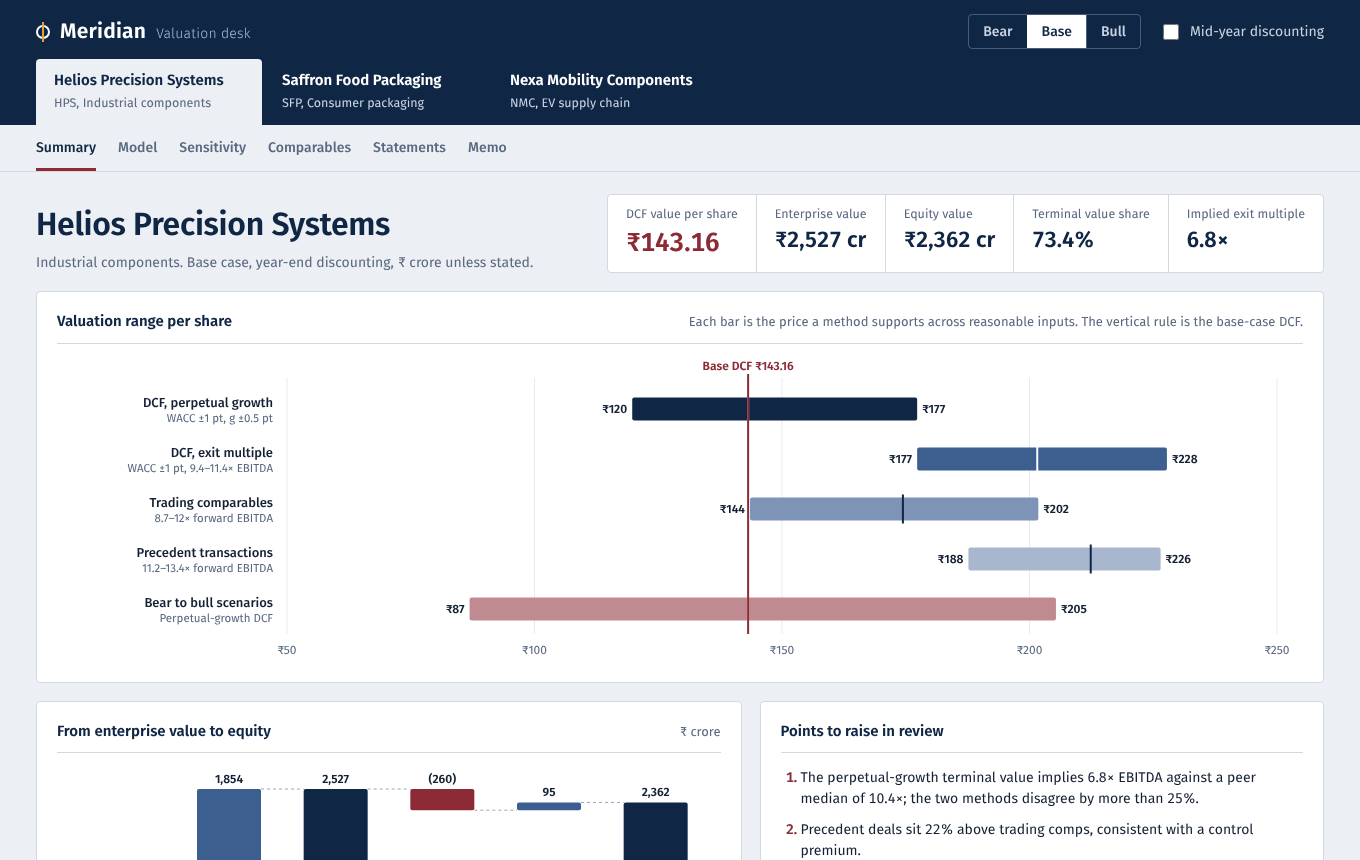 Meridian Valuation desk
Bear Base Bull Mid-year discounting
Helios Precision Systems
HPS, Industrial components
Saffron Food Packaging
SFP, Consumer packaging
Nexa Mobility Components
NMC, EV supply chain
Summary Model Sensitivity Comparables Statements Memo
Helios Precision Systems
Industrial components. Base case, year-end discounting, ₹ crore unless stated.
DCF value per share
₹143.16
Enterprise value
₹2,527 cr
Equity value
₹2,362 cr
Terminal value share
73.4%
Implied exit multiple
6.8×
Valuation range per share
Each bar is the price a method supports across reasonable inputs. The vertical rule is the base-case DCF.
Base DCF ₹143.16
DCF, perpetual growth
WACC ±1 pt, g ±0.5 pt
₹120 ₹177
DCF, exit multiple
WACC ±1 pt, 9.4–11.4× EBITDA
₹177 ₹228
Trading comparables
8.7–12× forward EBITDA
₹144 ₹202
Precedent transactions
11.2–13.4× forward EBITDA
₹188 ₹226
Bear to bull scenarios
Perpetual-growth DCF
₹87 ₹205
₹50 ₹100 ₹150 ₹200 ₹250
From enterprise value to equity
₹ crore
1,854 2,527 (260) 95 2,362
Points to raise in review
1. The perpetual-growth terminal value implies 6.8× EBITDA against a peer
median of 10.4×; the two methods disagree by more than 25%.
2. Precedent deals sit 22% above trading comps, consistent with a control
premium.